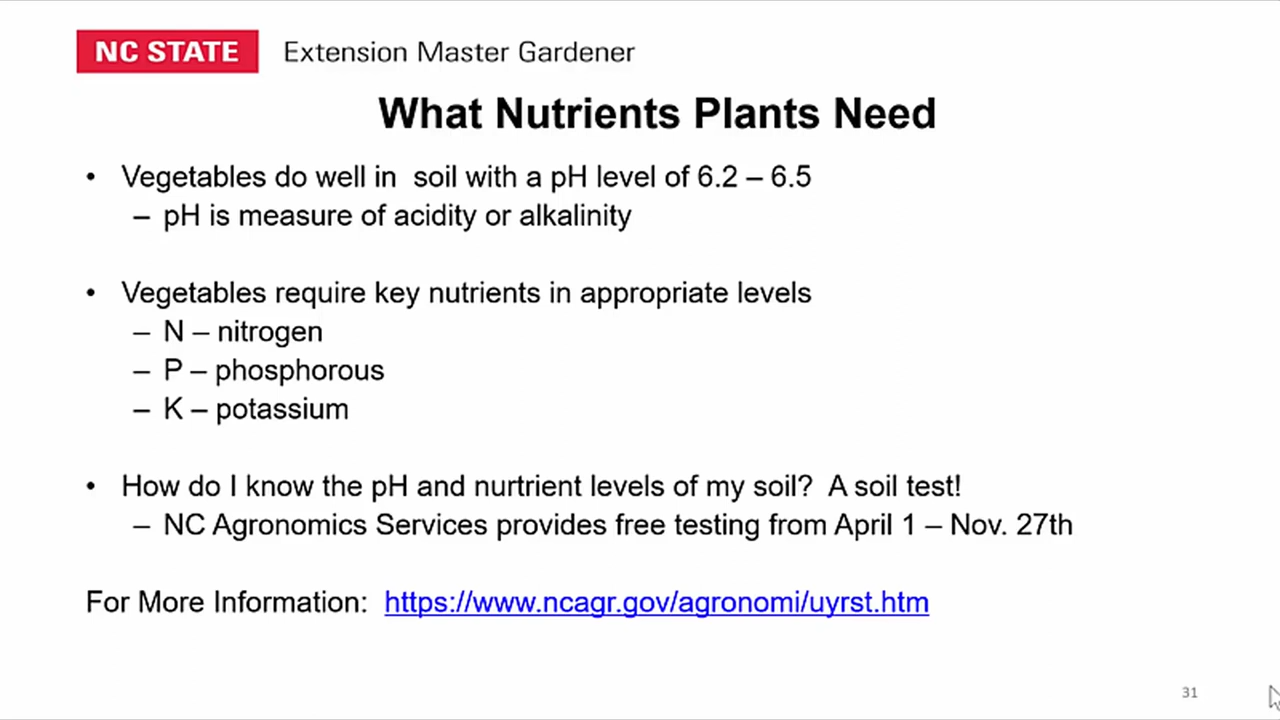 NC STATE Extension Master Gardener
What Nutrients Plants Need
• Vegetables do well in  soil with a pH level of 6.2 – 6.5
– pH is measure of acidity or alkalinity
• Vegetables require key nutrients in appropriate levels
– N – nitrogen
– P – phosphorous
– K – potassium
• How do I know the pH and nurtrient levels of my soil?  A soil test!
– NC Agronomics Services provides free testing from April 1 – Nov. 27th
For More Information:  https://www.ncagr.gov/agronomi/uyrst.htm
31